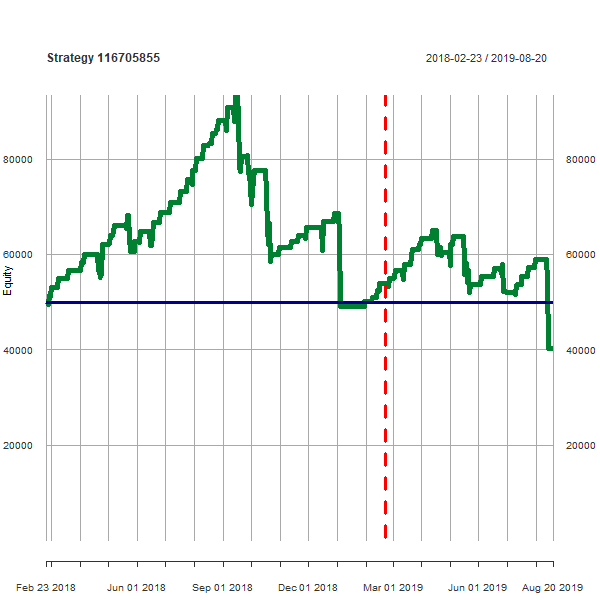 Strategy 116705855
2018-02-23 / 2019-08-20
80000
80000
60000
60000
Equity
40000
40000
20000
20000
Feb 23 2018
Jun 01 2018
Sep 01 2018
Dec 01 2018
Mar 01 2019
Jun 01 2019
Aug 20 2019